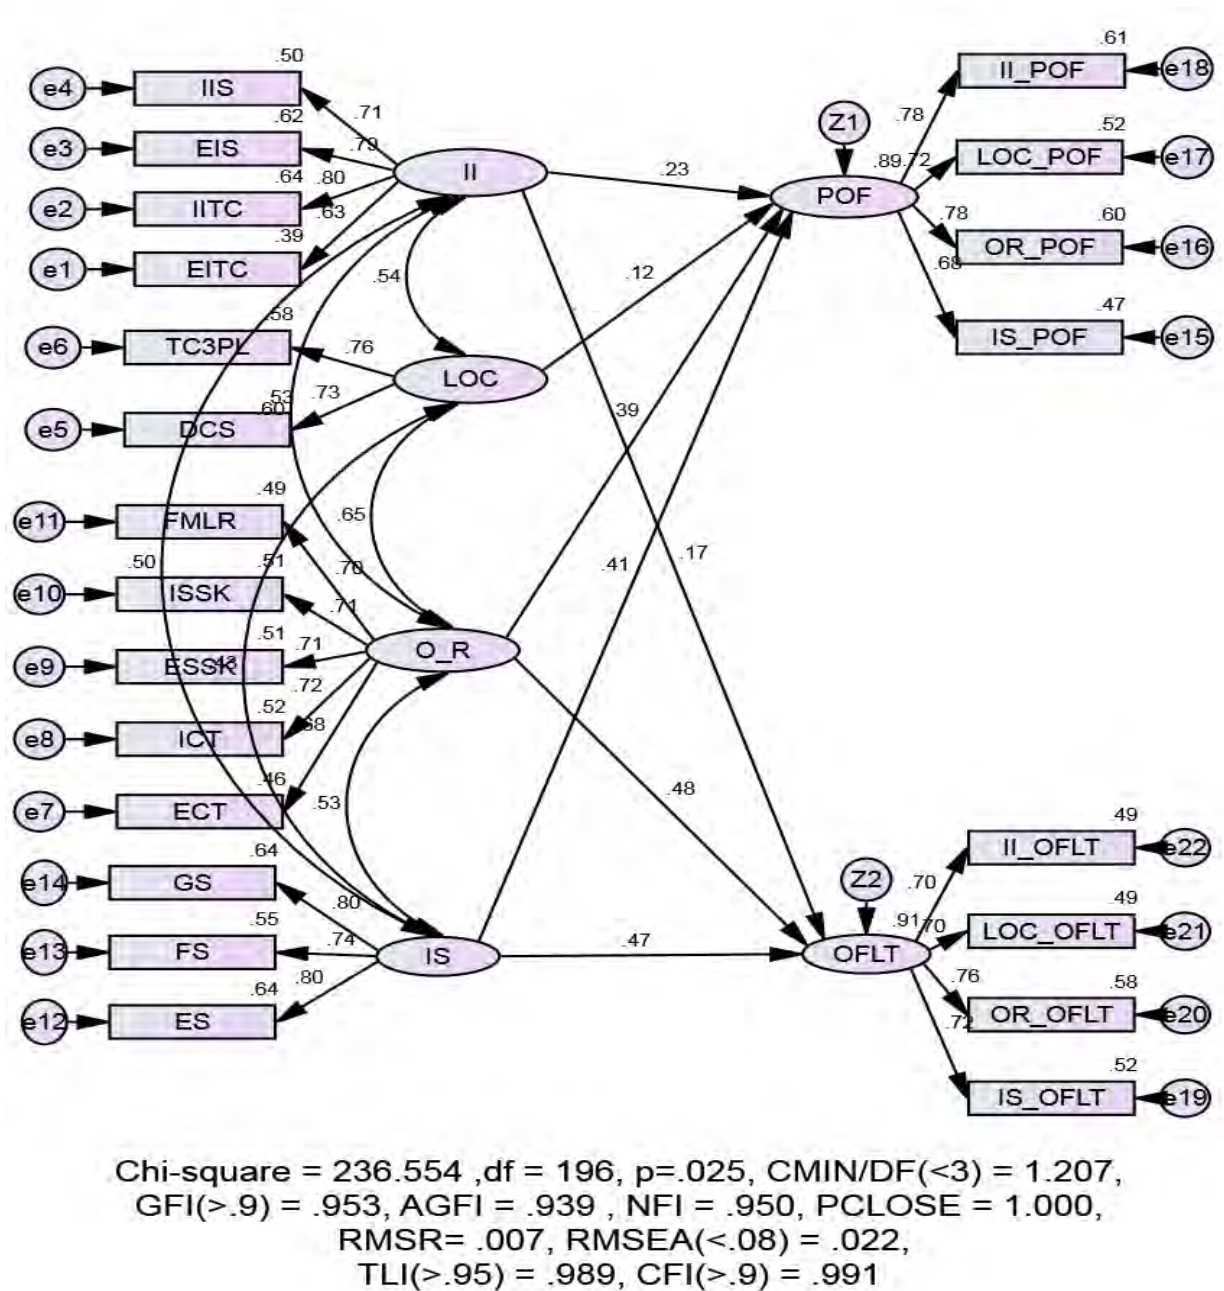 .50
e4 IIS .71
.62
e3 EIS .79
.64 .80
e2 IITC .63
.39
e1 EITC
II
.23
.54
.58
e6 TC3PL .76
LOC
.12
.53 .73
.60
e5 DCS
.49
e11 FMLR .70
.65
.50
.51
e10 ISSK .71
.51 .71
e9 ESSK
O_R
.72
.52
e8 ICT .68
.46
e7 ECT
.53
.64
e14 GS .80
.55
e13 FS .74
IS
.47
.64 .80
e12 ES
39
.41
.17
.48
Z1
.89
POF
.61
.78 II_POF e18
.52
.72 LOC_POF e17
.60
.78 OR_POF e16
.68
.47
IS_POF e15
Z2
.91
OFLT
.49
.70 II_OFLT e22
.49
.70 LOC_OFLT e21
.58
.76 OR_OFLT e20
.72
.52
IS_OFLT e19
Chi-square = 236.554 ,df = 196, p=.025, CMIN/DF(<3) = 1.207,
GFI(>.9) = .953, AGFI = .939 , NFI = .950, PCLOSE = 1.000,
RMSR= .007, RMSEA(<.08) = .022,
TLI(>.95) = .989, CFI(>.9) = .991